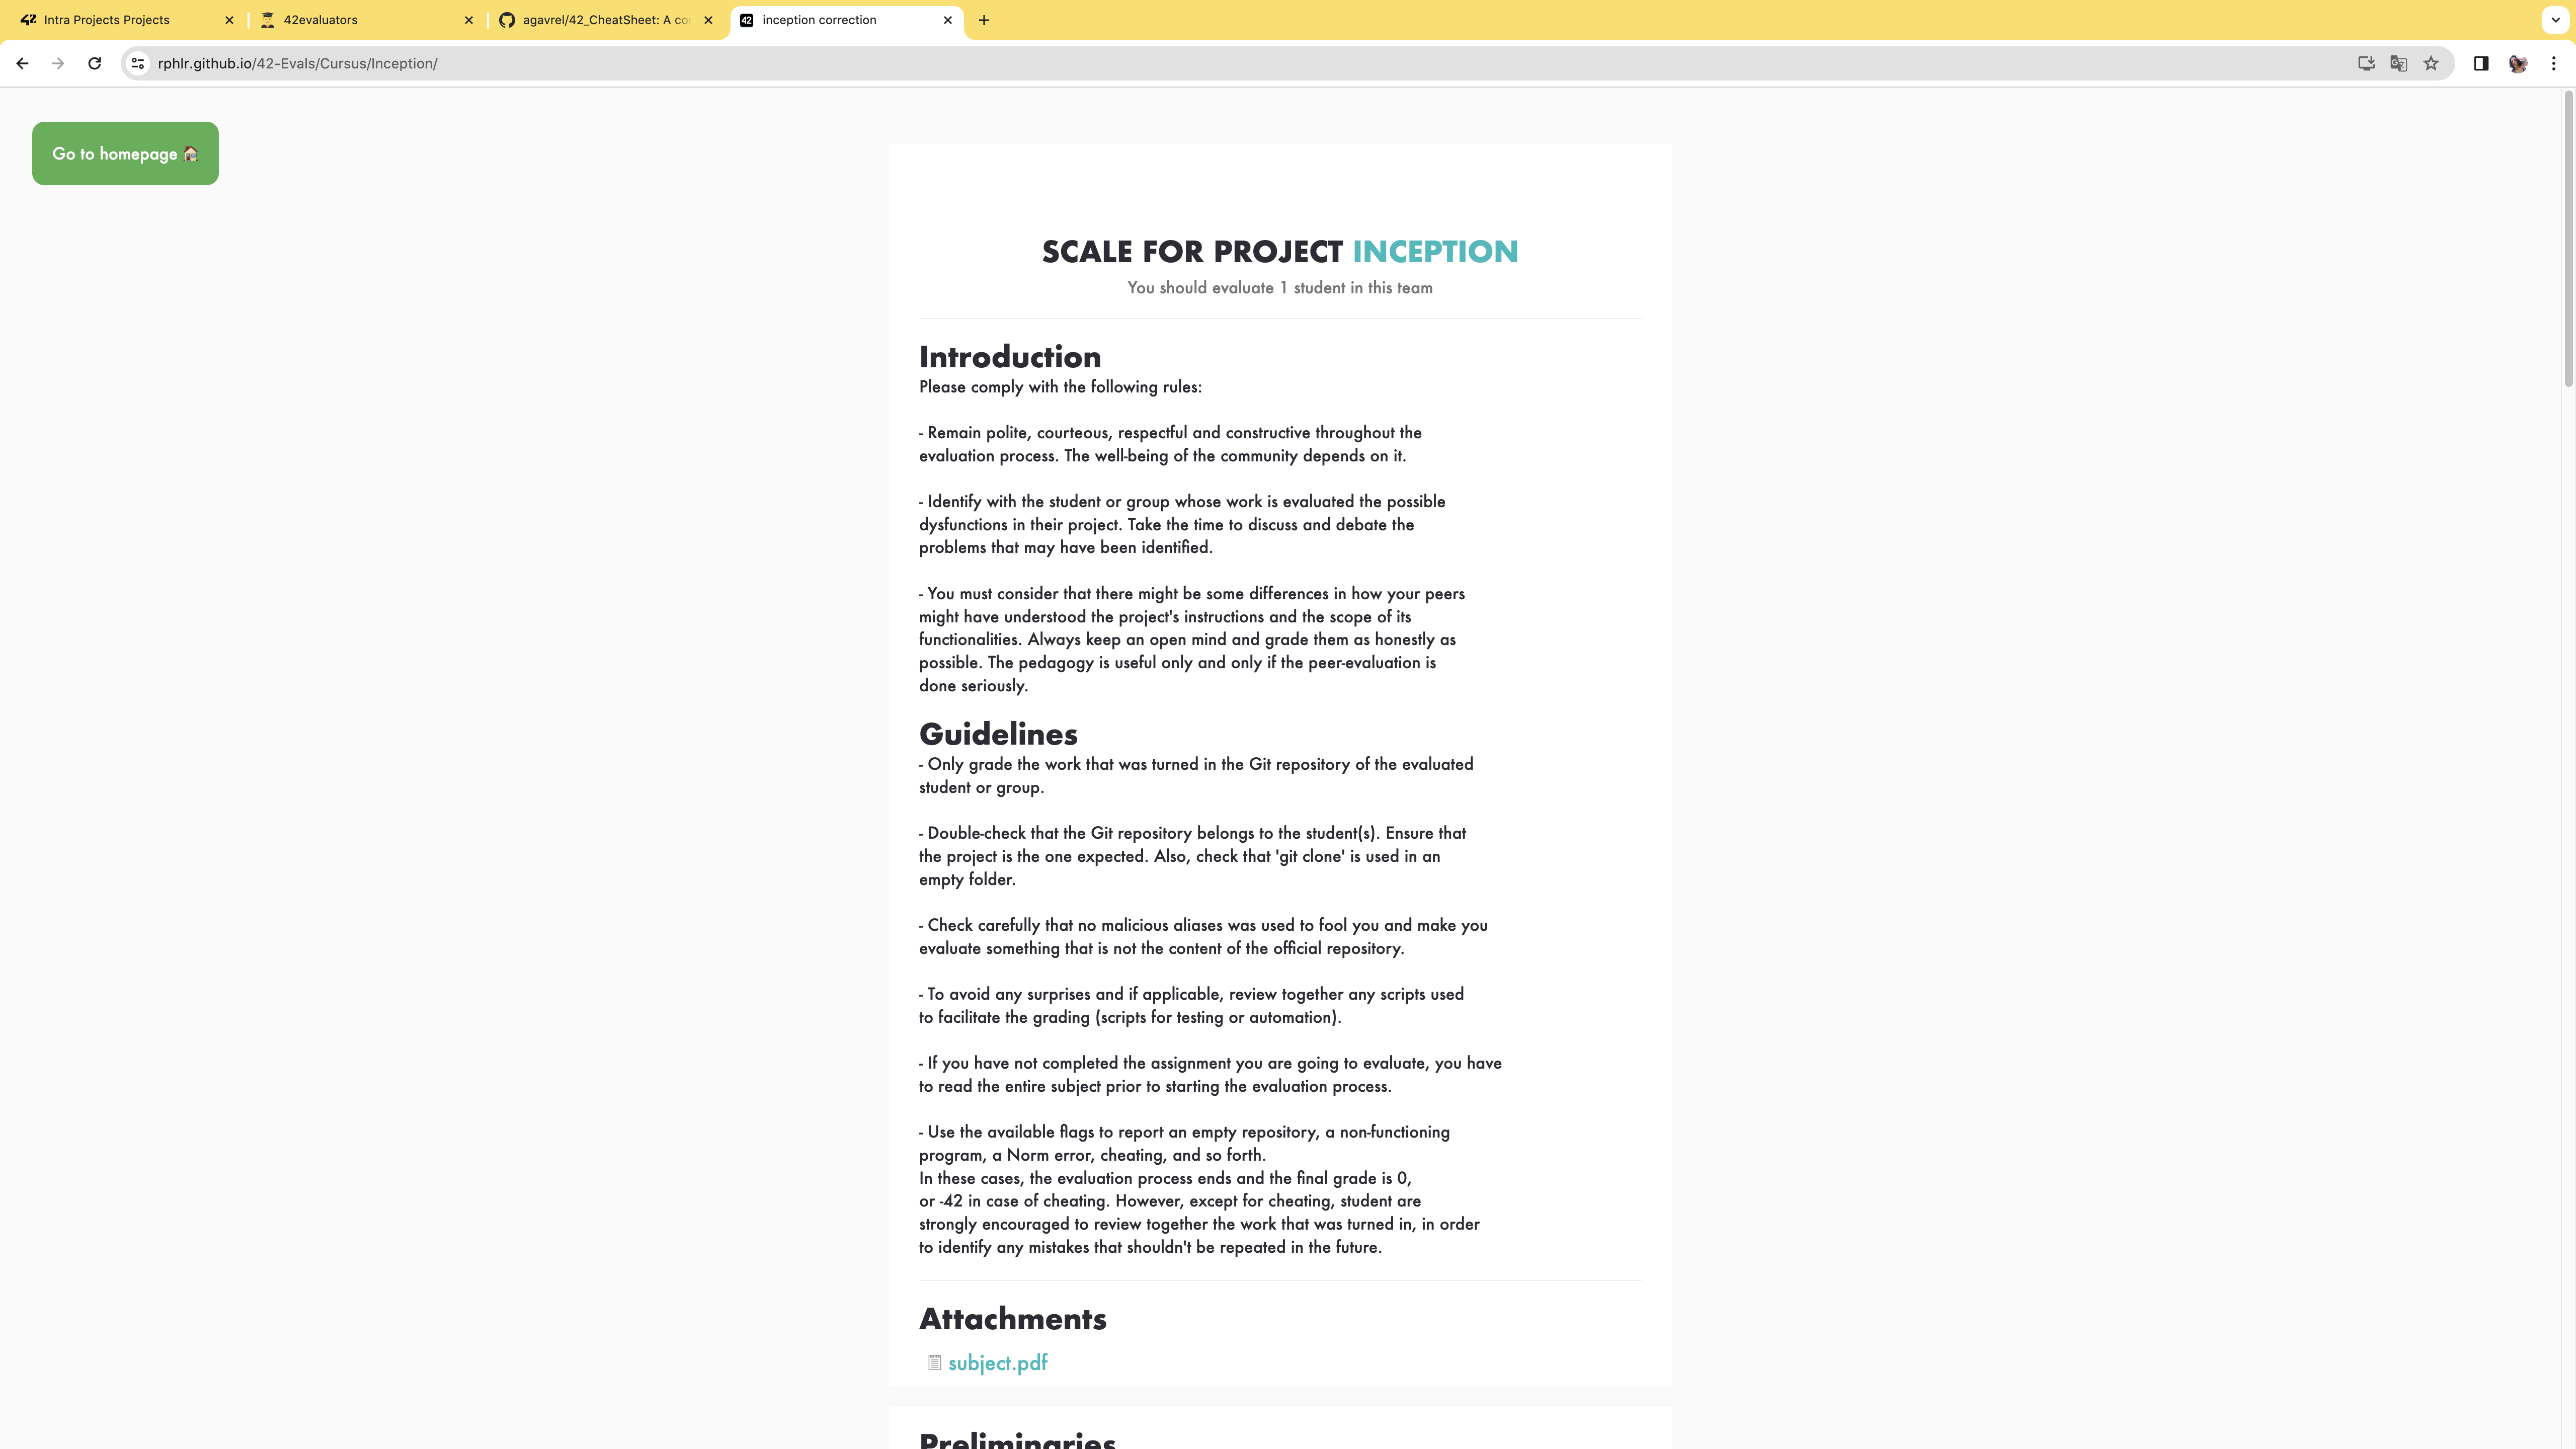 Intra Projects Projects
42evaluators
agavrel/42_CheatSheet: A co
42 inception correction
rphlr.github.io/42-Evals/Cursus/Inception/
Go to homepage
SCALE FOR PROJECT INCEPTION
You should evaluate 1 student in this team
Introduction
Please comply with the following rules:
- Remain polite, courteous, respectful and constructive throughout the
evaluation process. The well-being of the community depends on it.
- Identify with the student or group whose work is evaluated the possible
dysfunctions in their project. Take the time to discuss and debate the
problems that may have been identified.
- You must consider that there might be some differences in how your peers
might have understood the project's instructions and the scope of its
functionalities. Always keep an open mind and grade them as honestly as
possible. The pedagogy is useful only and only if the peer-evaluation is
done seriously.
Guidelines
- Only grade the work that was turned in the Git repository of the evaluated
student or group.
- Double-check that the Git repository belongs to the student(s). Ensure that
the project is the one expected. Also, check that 'git clone' is used in an
empty folder.
- Check carefully that no malicious aliases was used to fool you and make you
evaluate something that is not the content of the official repository.
- To avoid any surprises and if applicable, review together any scripts used
to facilitate the grading (scripts for testing or automation).
- If you have not completed the assignment you are going to evaluate, you have
to read the entire subject prior to starting the evaluation process.
- Use the available flags to report an empty repository, a non-functioning
program, a Norm error, cheating, and so forth.
In these cases, the evaluation process ends and the final grade is 0,
or -42 in case of cheating. However, except for cheating, student are
strongly encouraged to review together the work that was turned in, in order
to identify any mistakes that shouldn't be repeated in the future.
Attachments
subject.pdf
Preliminaries